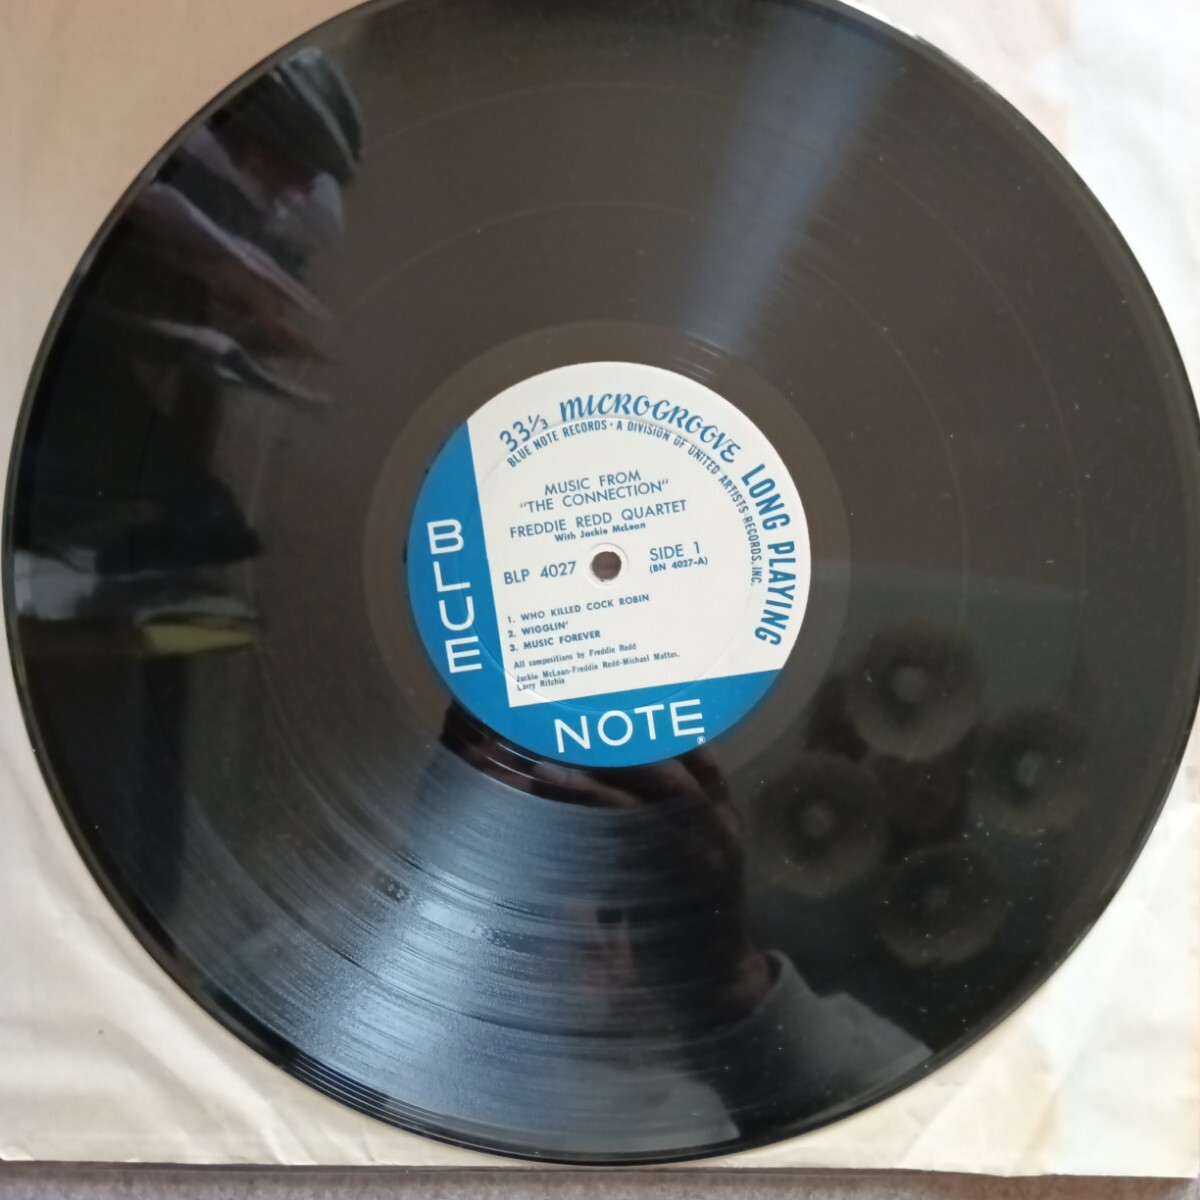 33⅓ MICROGROOVE LONG PLAYING
BLUE NOTE RECORDS • A DIVISION OF UNITED ARTISTS RECORDS, INC.
MUSIC FROM
"THE CONNECTION"
FREDDIE REDD QUARTET
With Jackie McLean
BLP 4027
SIDE 1
(BN 4027-A)
1. WHO KILLED COCK ROBIN
2. WIGGLIN'
3. MUSIC FOREVER
All compositions by Freddie Redd
Jackie McLean-Freddie Redd-Michael Mattos,
Larry Ritchie
BLUE
NOTE®